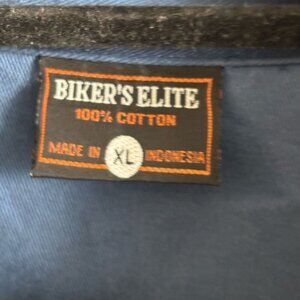 BIKER'S ELITE
100% COTTON
MADE IN XL INDONESIA